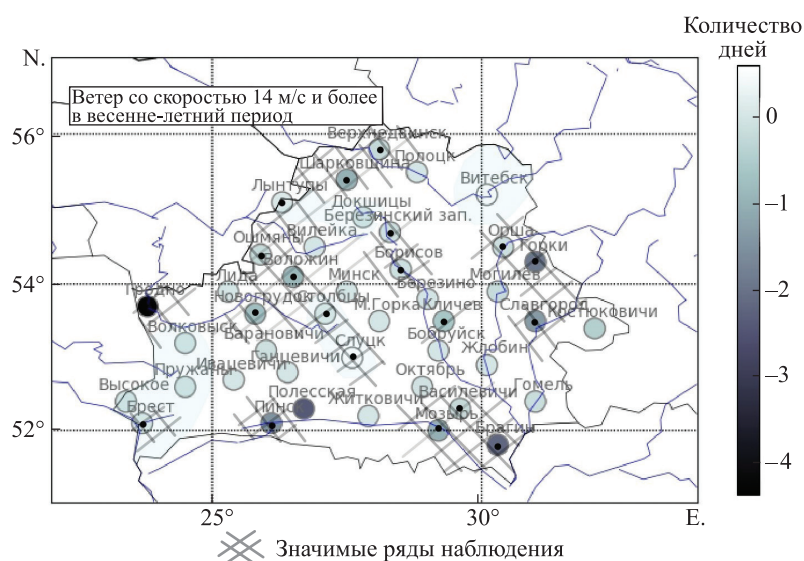 Количество
дней
N.
Ветер со скоростью 14 м/с и более
в весенне-летний период
56°
Верхнедвинск
Полоцк
Шарковщина
Витебск
Лынтупы
Докшицы
Березинский зап.
Орша
Ошмяны
Вилейка
Борисов
Горки
Воложин
54°
Гродно
Лида
Минск
Березино
Могилев
Новогрудок
Столбцы
М.Горка
Кличев
Славгород
Костюковичи
Волковыск
Барановичи
Слуцк
Бобруйск
Жлобин
Пружаны
Ивацевичи
Ганцевичи
Высокое
Полесская
Октябрь
Василевичи
Гомель
Брест
Пинск
Житковичи
Мозырь
Брагин
52°
25°
30°
E.
0
−1
−2
−3
−4
Значимые ряды наблюдения